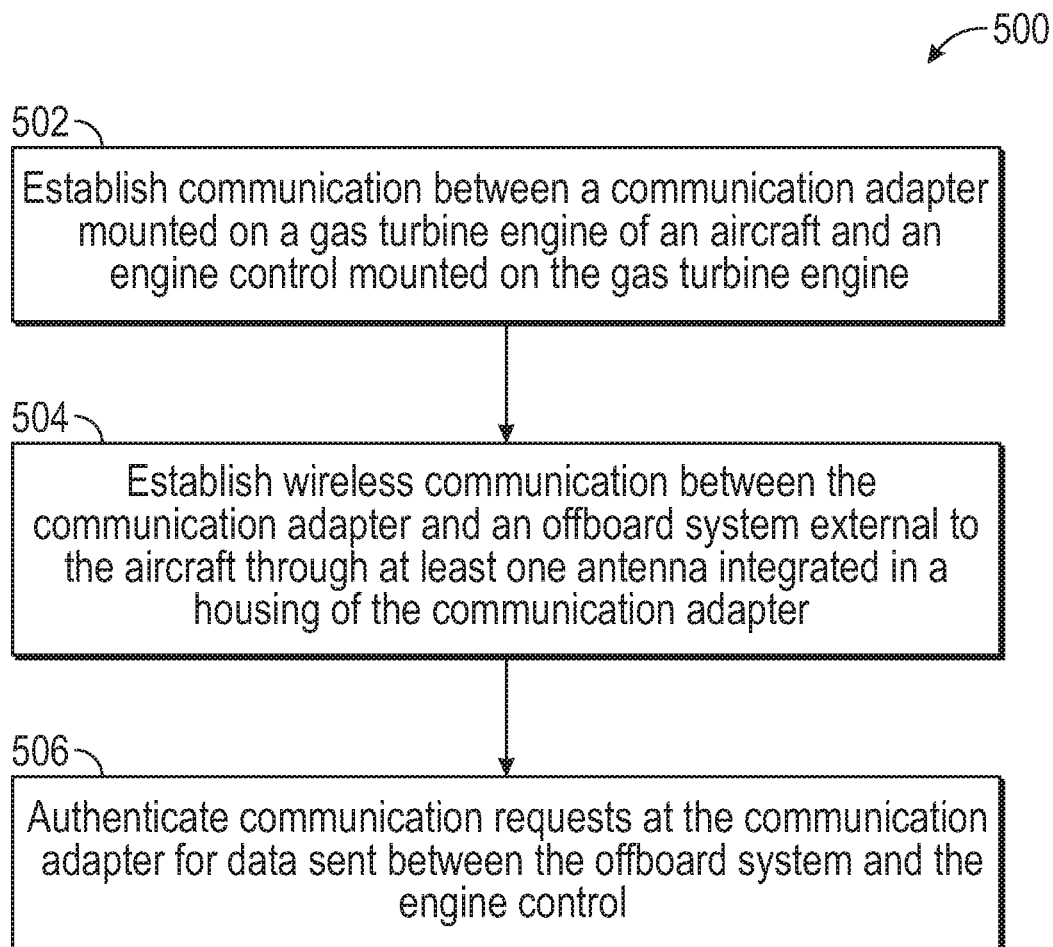 500
502
Establish communication between a communication adapter
mounted on a gas turbine engine of an aircraft and an
engine control mounted on the gas turbine engine
504
Establish wireless communication between the
communication adapter and an offboard system external to
the aircraft through at least one antenna integrated in a
housing of the communication adapter
506
Authenticate communication requests at the communication
adapter for data sent between the offboard system and the
engine control